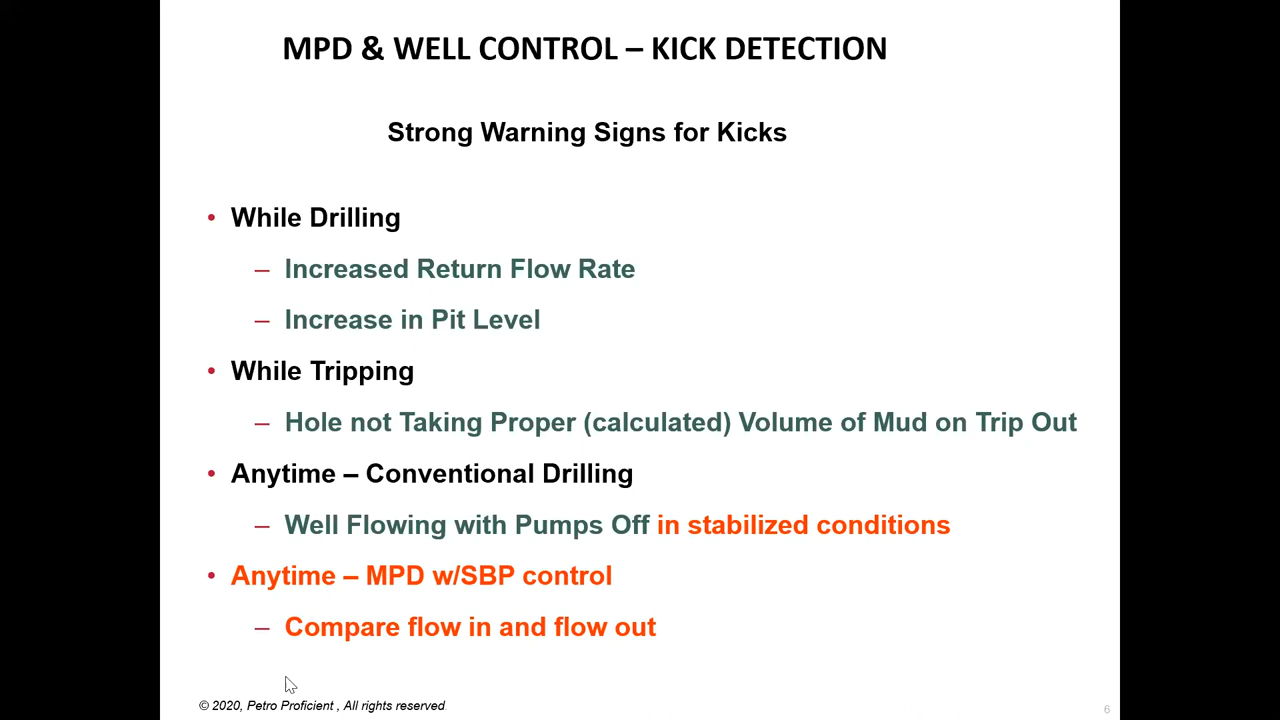 MPD & WELL CONTROL – KICK DETECTION
Strong Warning Signs for Kicks
• While Drilling
– Increased Return Flow Rate
– Increase in Pit Level
• While Tripping
– Hole not Taking Proper (calculated) Volume of Mud on Trip Out
• Anytime – Conventional Drilling
– Well Flowing with Pumps Off in stabilized conditions
• Anytime – MPD w/SBP control
– Compare flow in and flow out
© 2020, Petro Proficient , All rights reserved
6